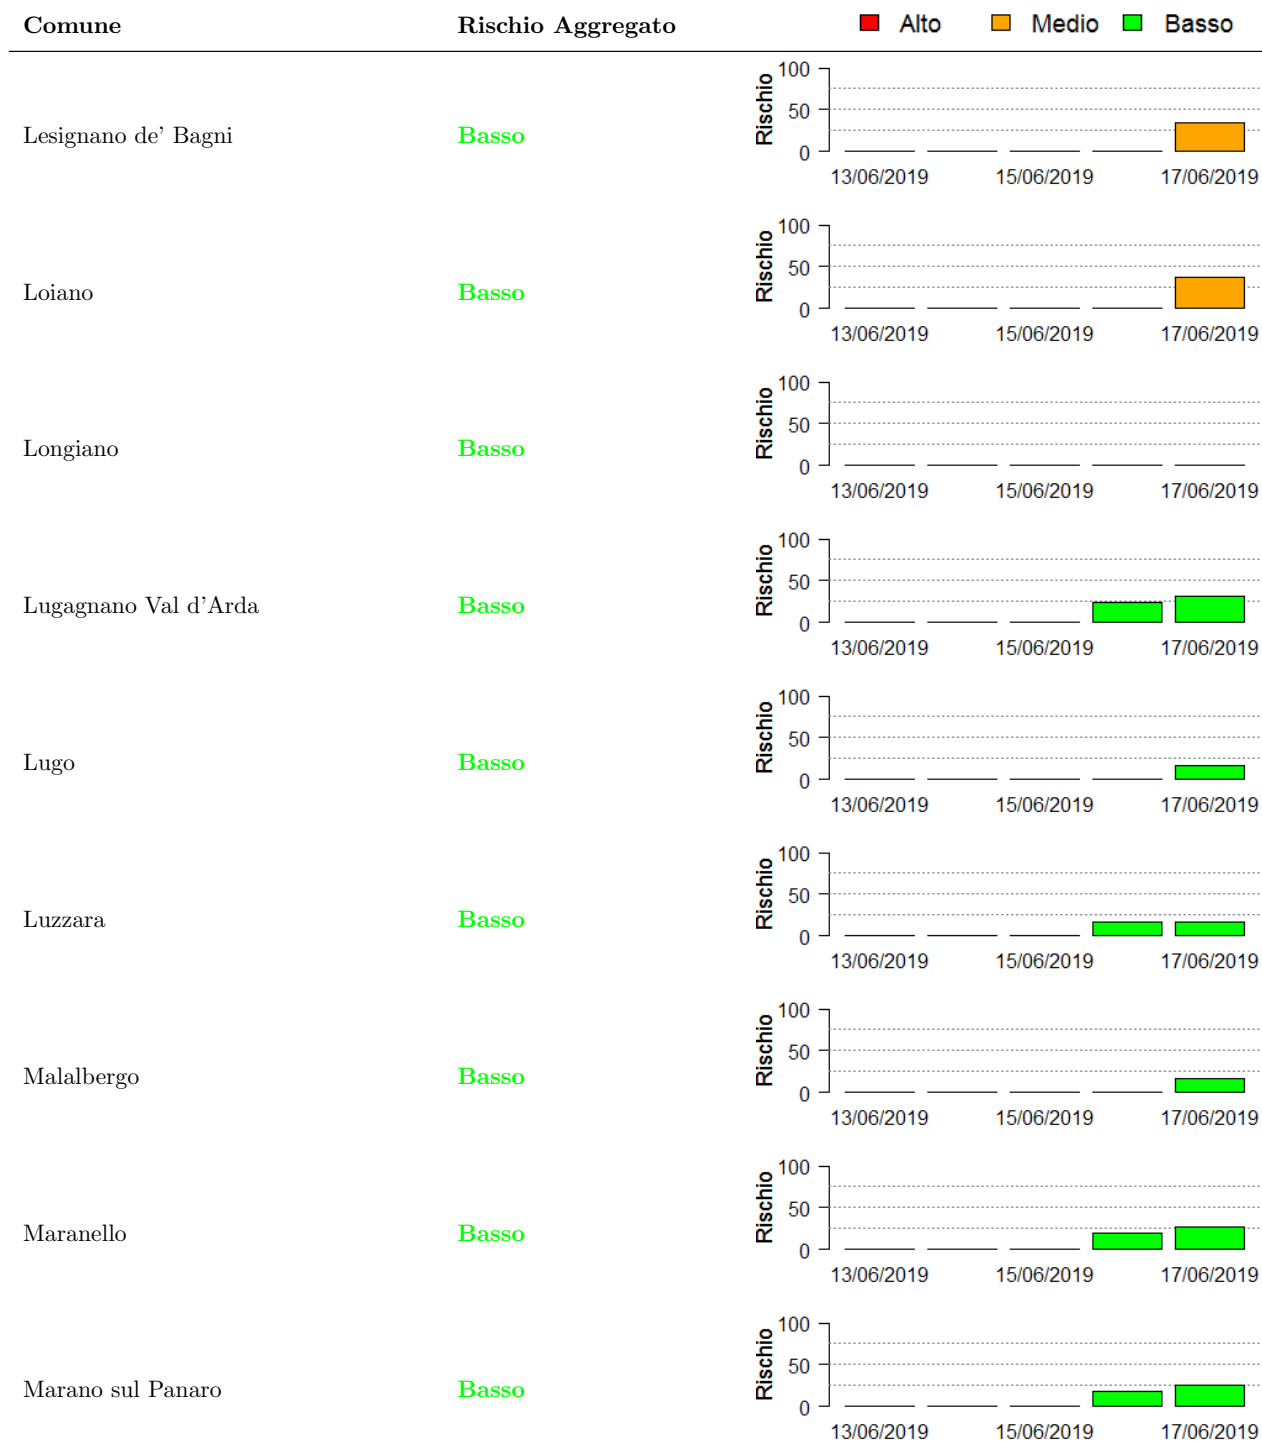 Comune Rischio Aggregato Alto Medio Basso
100
Rischio
Lesignano de' Bagni Basso 50
0
13/06/2019 15/06/2019 17/06/2019
100
Rischio
Loiano Basso 50
0
13/06/2019 15/06/2019 17/06/2019
100
Rischio
Longiano Basso 50
0
13/06/2019 15/06/2019 17/06/2019
100
Rischio
Lugagnano Val d'Arda Basso 50
0
13/06/2019 15/06/2019 17/06/2019
100
Rischio
Lugo Basso 50
0
13/06/2019 15/06/2019 17/06/2019
100
Rischio
Luzzara Basso 50
0
13/06/2019 15/06/2019 17/06/2019
100
Rischio
Malalbergo Basso 50
0
13/06/2019 15/06/2019 17/06/2019
100
Rischio
Maranello Basso 50
0
13/06/2019 15/06/2019 17/06/2019
100
Rischio
Marano sul Panaro Basso 50
0
13/06/2019 15/06/2019 17/06/2019